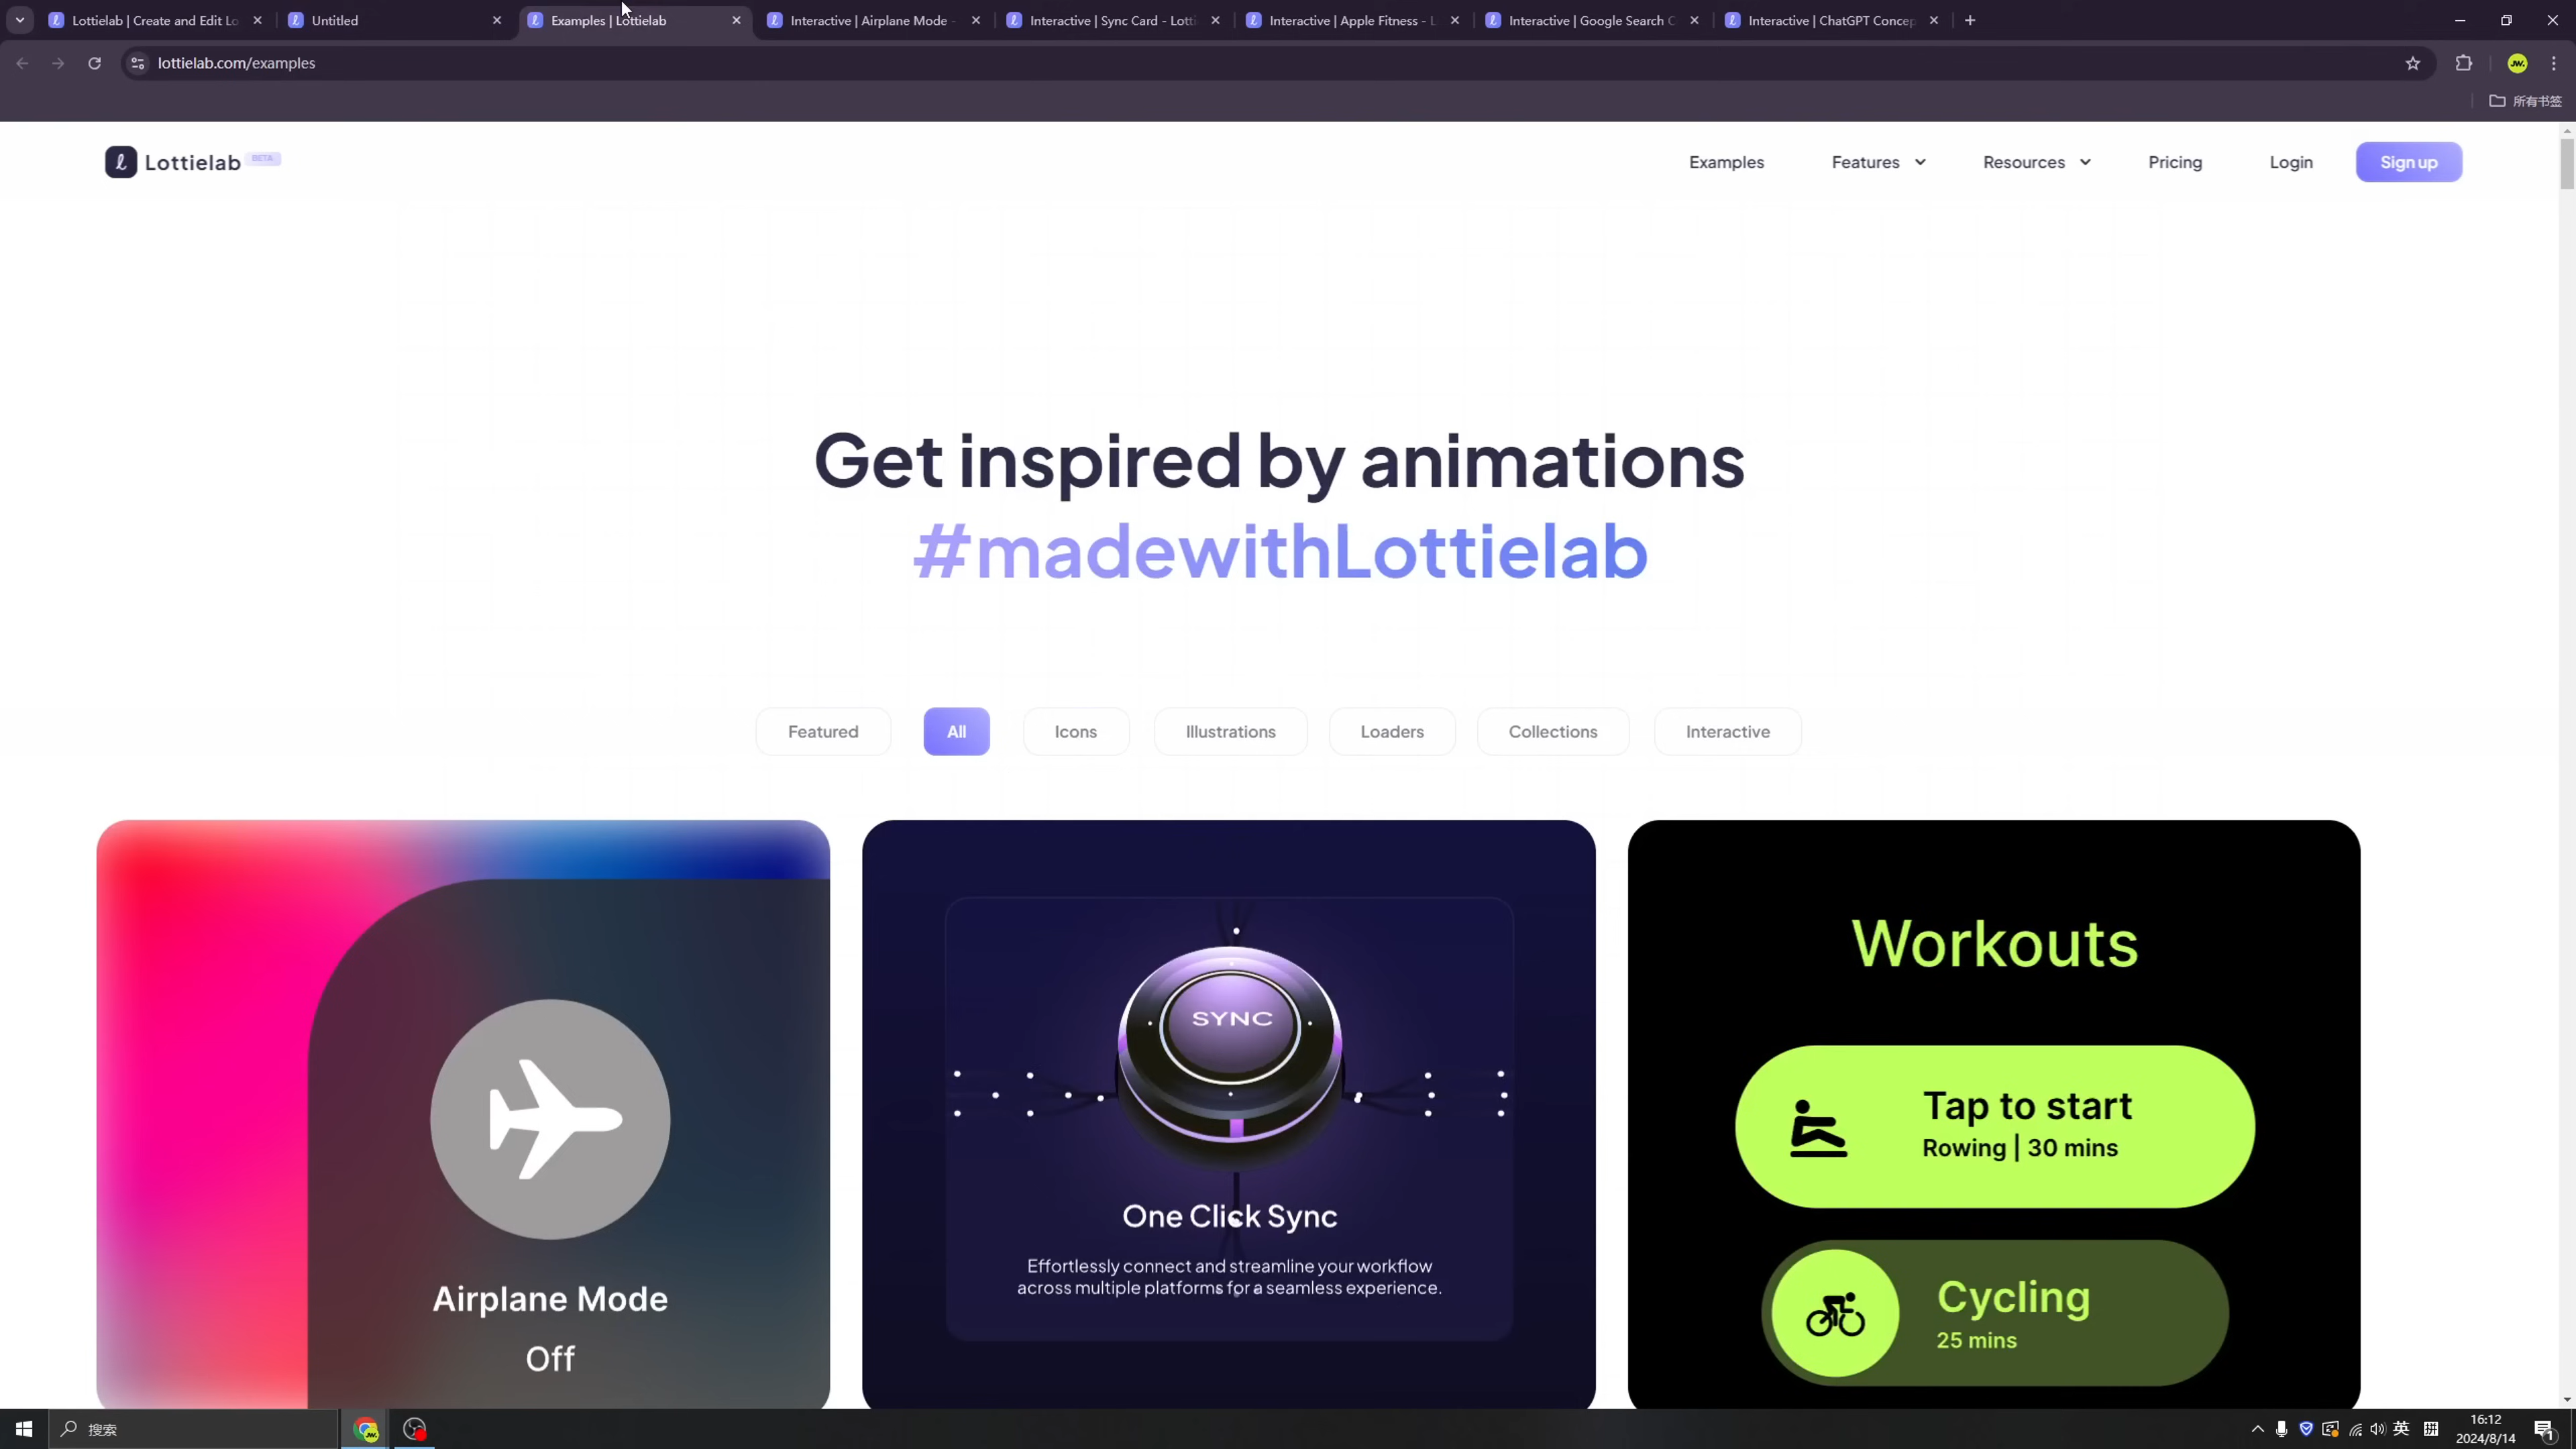 Lottielab | Create and Edit Lo
Untitled
Examples | Lottielab
Interactive | Airplane Mode -
Interactive | Sync Card - Lotti
Interactive | Apple Fitness - L
Interactive | Google Search C
Interactive | ChatGPT Concep
lottielab.com/examples
JW.
所有书签
Lottielab BETA
Examples
Features
Resources
Pricing
Login
Sign up
Get inspired by animations
#madewithLottielab
Featured
All
Icons
Illustrations
Loaders
Collections
Interactive
Airplane Mode
Off
SYNC
One Click Sync
Effortlessly connect and streamline your workflow
across multiple platforms for a seamless experience.
Workouts
Tap to start
Rowing | 30 mins
Cycling
25 mins
搜索
英
拼
16:12
2024/8/14
1